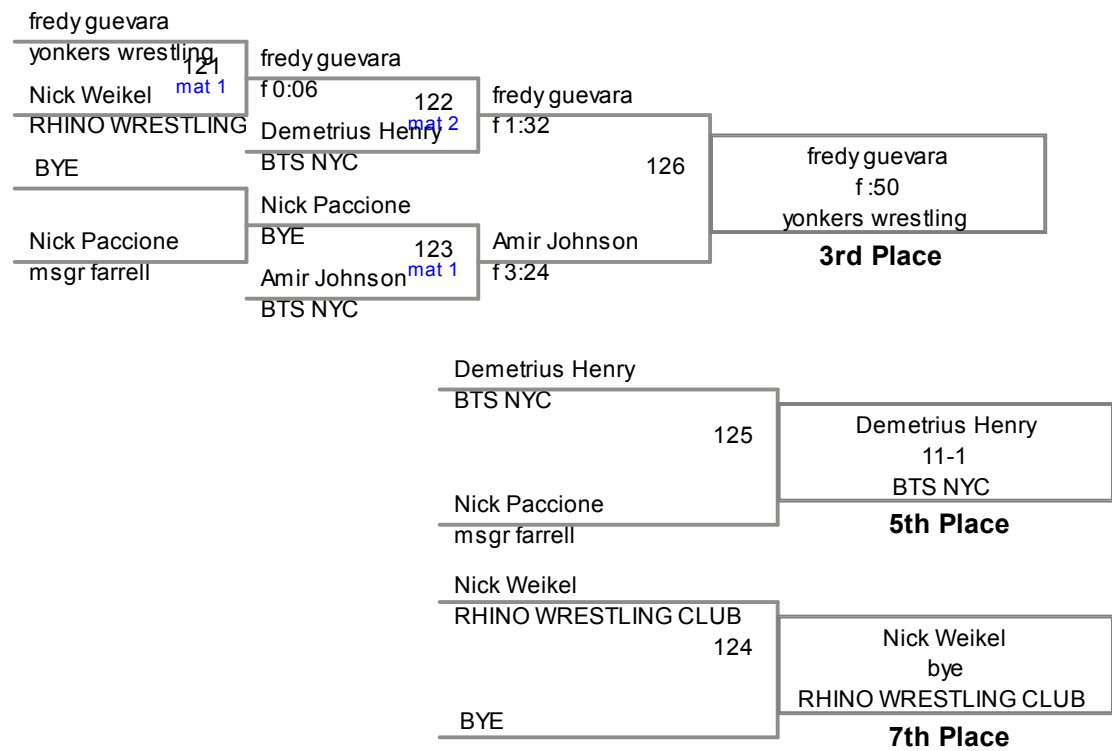 fredy guevara
yonkers wrestling
121
mat 1
Nick Weikel
RHINO WRESTLING
BYE
Nick Paccione
msgr farrell
fredy guevara
f 0:06
122
mat 2
Demetrius Henry
BTS NYC
Nick Paccione
BYE
123
mat 1
Amir Johnson
BTS NYC
fredy guevara
f 1:32
126
Amir Johnson
f 3:24
fredy guevara
f :50
yonkers wrestling
3rd Place
Demetrius Henry
BTS NYC
125
Nick Paccione
msgr farrell
Demetrius Henry
11-1
BTS NYC
5th Place
Nick Weikel
RHINO WRESTLING CLUB
124
BYE
Nick Weikel
bye
RHINO WRESTLING CLUB
7th Place